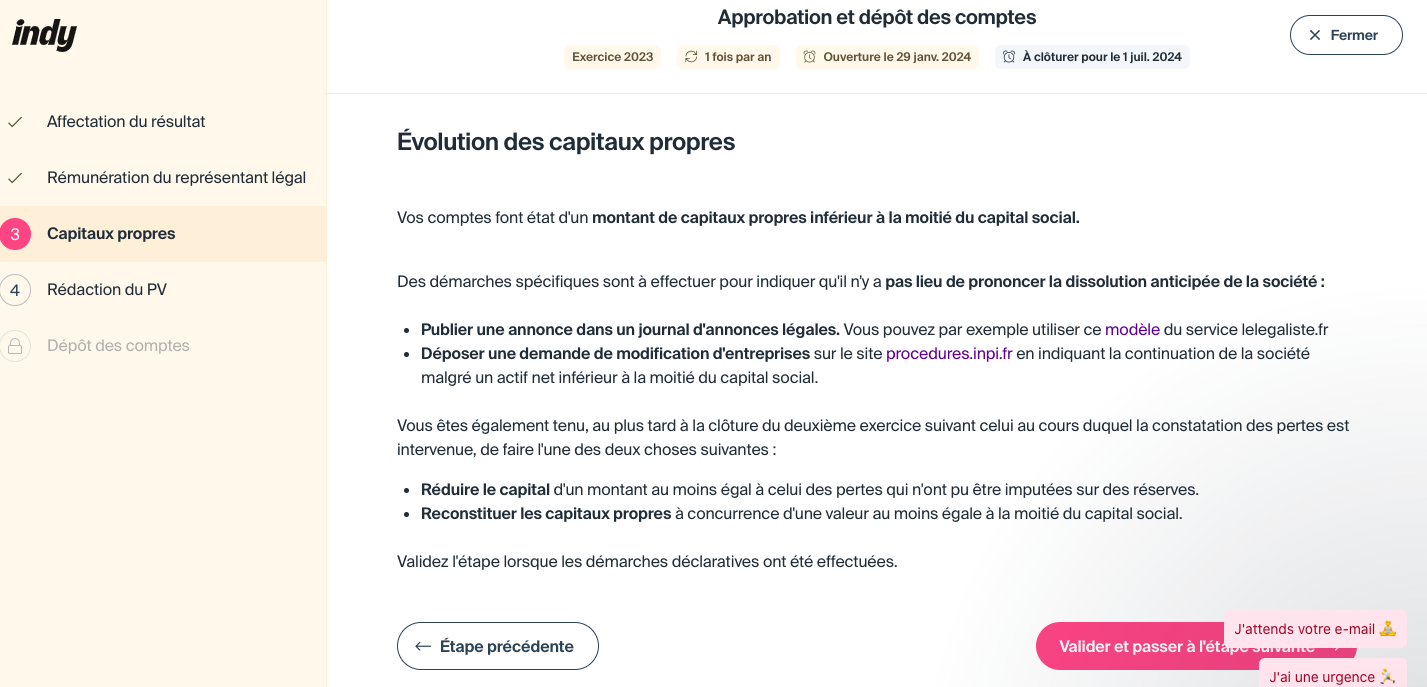 indy
Approbation et dépôt des comptes
Fermer
Exercice 2023
1 fois par an
Ouverture le 29 janv. 2024
À clôturer pour le 1 juil. 2024
Affectation du résultat
Rémunération du représentant légal
3 Capitaux propres
4 Rédaction du PV
Dépôt des comptes
Évolution des capitaux propres
Vos comptes font état d'un montant de capitaux propres inférieur à la moitié du capital social.
Des démarches spécifiques sont à effectuer pour indiquer qu'il n'y a pas lieu de prononcer la dissolution anticipée de la société :
• Publier une annonce dans un journal d'annonces légales. Vous pouvez par exemple utiliser ce modèle du service lelegaliste.fr
• Déposer une demande de modification d'entreprises sur le site procedures.inpi.fr en indiquant la continuation de la société
malgré un actif net inférieur à la moitié du capital social.
Vous êtes également tenu, au plus tard à la clôture du deuxième exercice suivant celui au cours duquel la constatation des pertes est
intervenue, de faire l'une des deux choses suivantes :
• Réduire le capital d'un montant au moins égal à celui des pertes qui n'ont pu être imputées sur des réserves.
• Reconstituer les capitaux propres à concurrence d'une valeur au moins égale à la moitié du capital social.
Validez l'étape lorsque les démarches déclaratives ont été effectuées.
← Étape précédente
Valider et passer à l'étape suivante
J'attends votre e-mail
J'ai une urgence